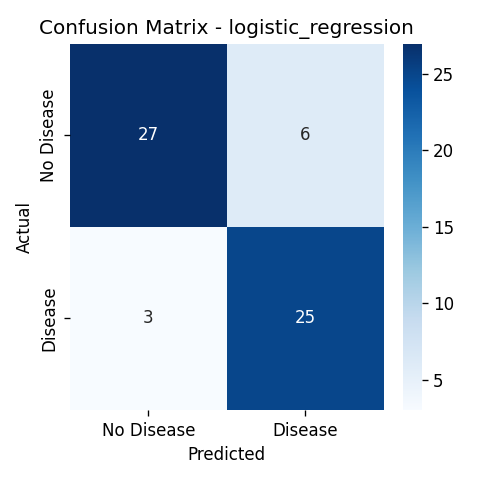 Confusion Matrix - logistic_regression
Actual
No Disease
27
6
Disease
3
25
No Disease
Disease
Predicted
25
20
15
10
5